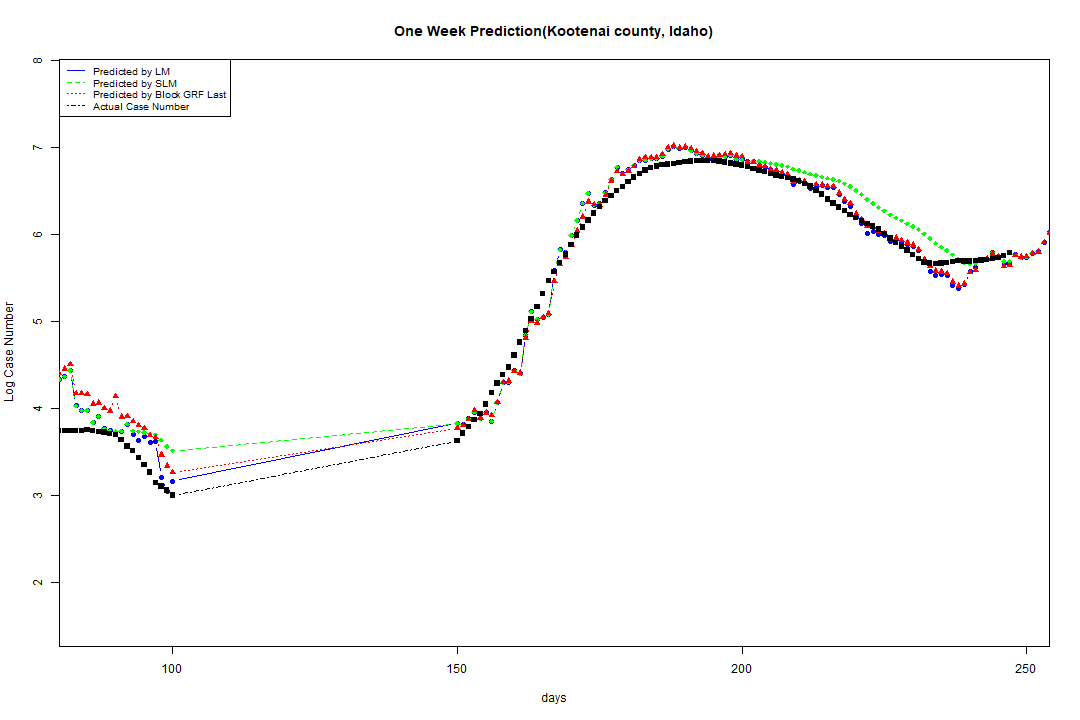 One Week Prediction(Kootenai county, Idaho)
Predicted by LM
Predicted by SLM
Predicted by Block GRF Last
Actual Case Number
8
7
6
5
4
3
2
Log Case Number
100
150
200
250
days